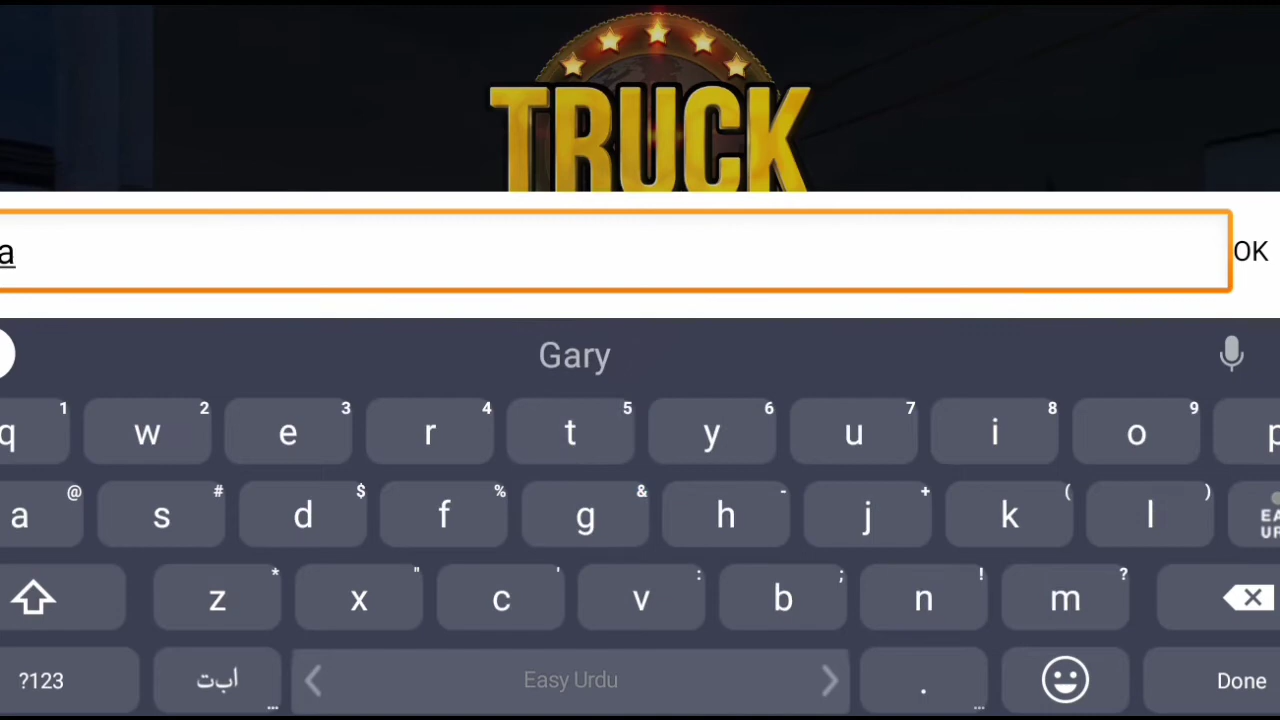 TRUCK
a
OK
Gary
q 1 w 2 e 3 r 4 t 5 y 6 u 7 i 8 o 9 p
a @ s # d $ f % g & h - j + k ( l )
z * x " c ' v : b ; n ! m ?
?123 ابت ... Easy Urdu . ... Done